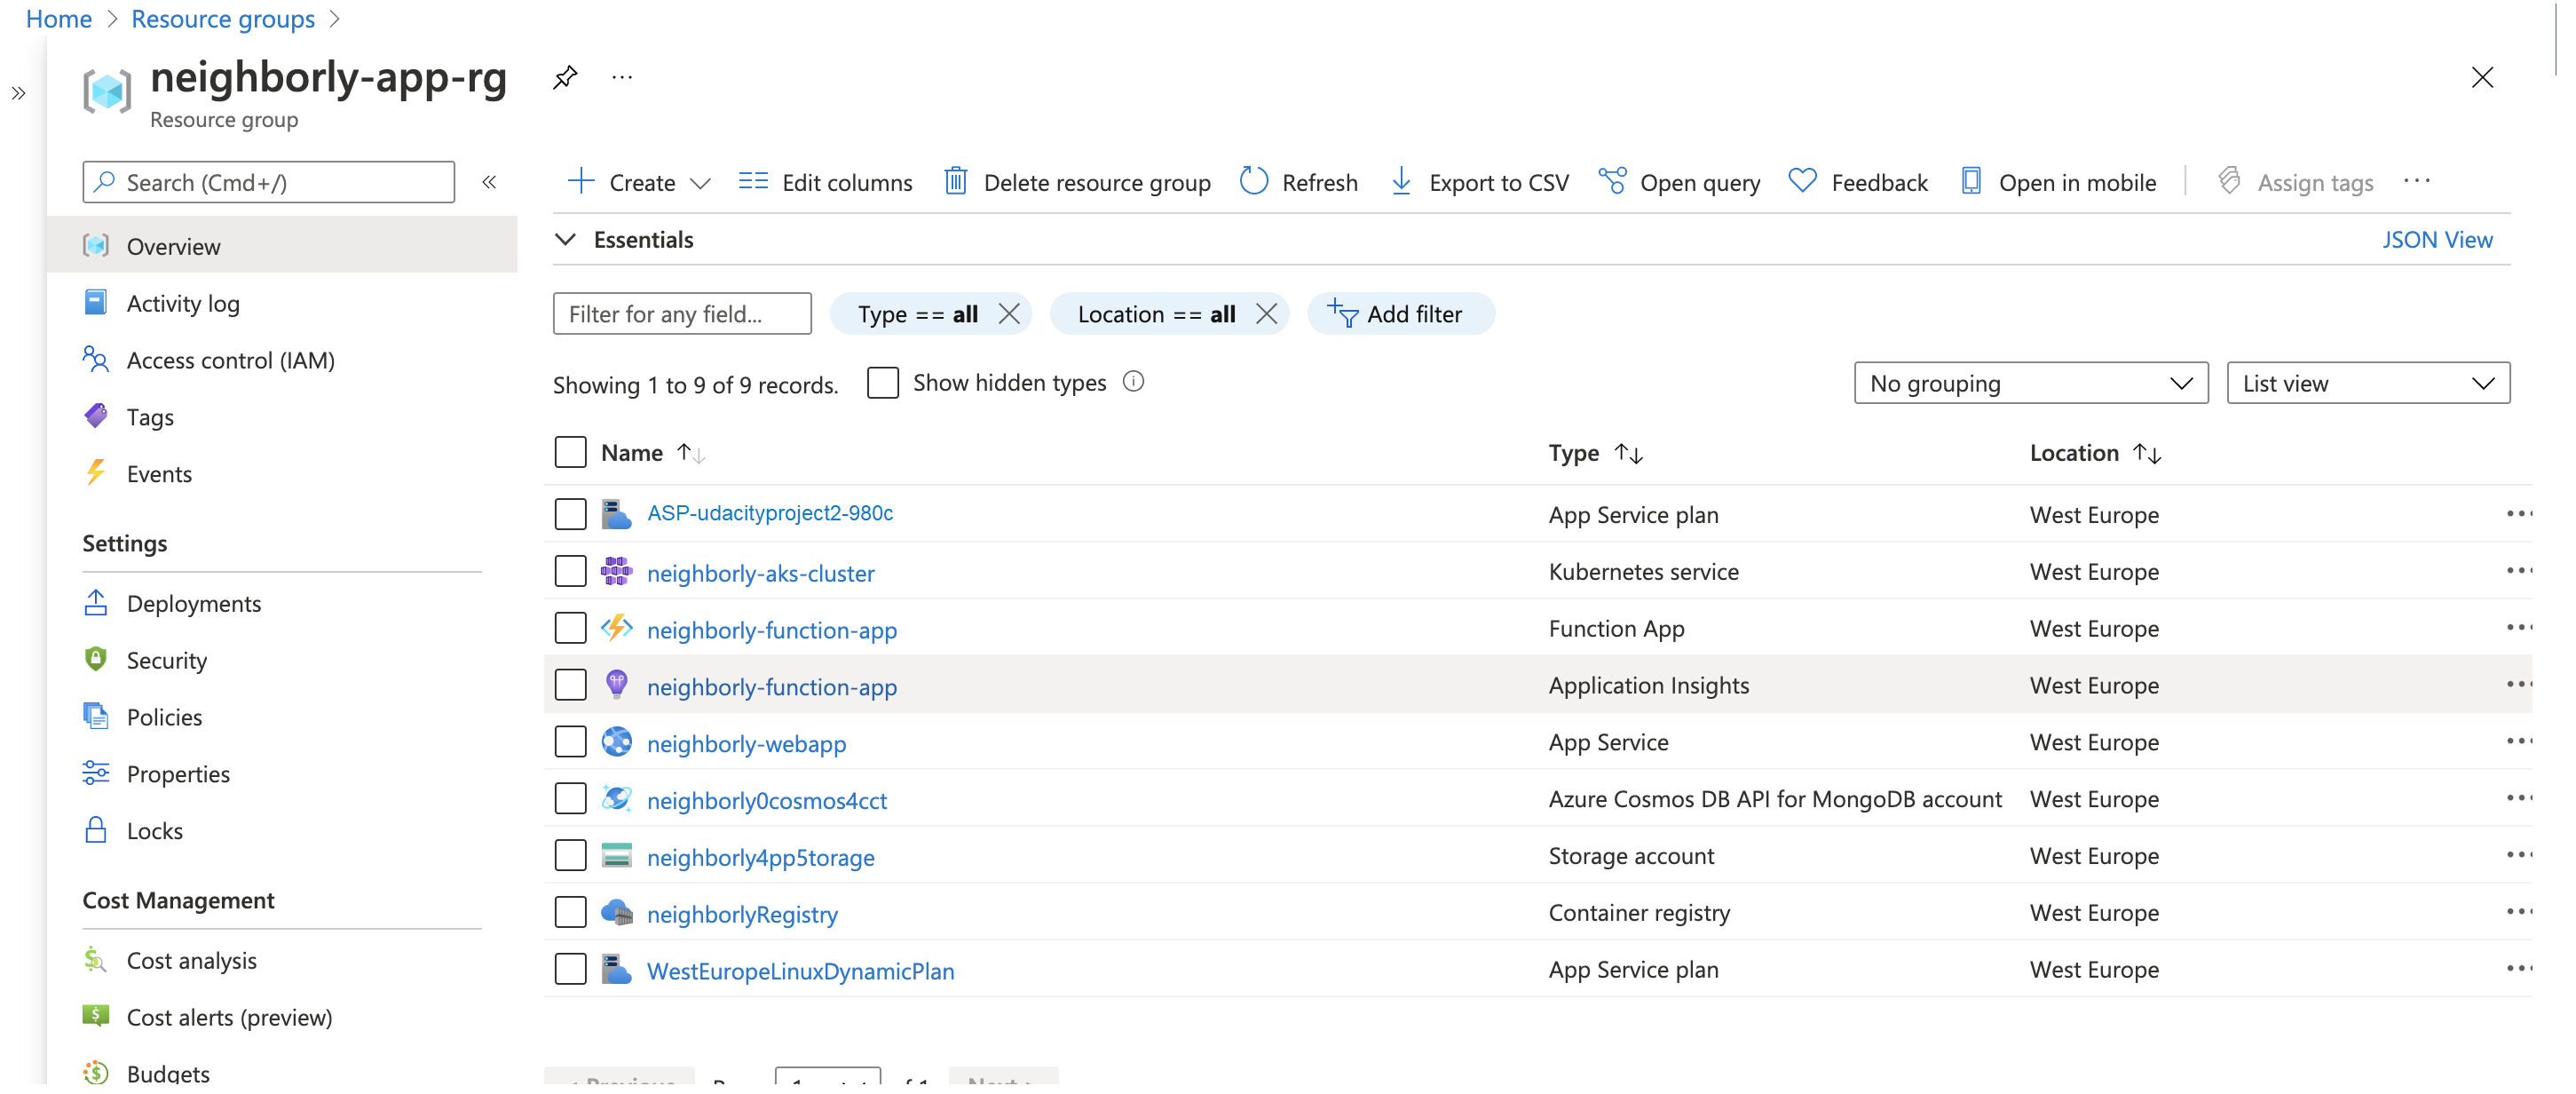 Home > Resource groups >
neighborly-app-rg
Resource group
Search (Cmd+/)
Overview
Activity log
Access control (IAM)
Tags
Events
Settings
Deployments
Security
Policies
Properties
Locks
Cost Management
Cost analysis
Cost alerts (preview)
Budgets
Create Edit columns Delete resource group Refresh Export to CSV Open query Feedback Open in mobile Assign tags
Essentials JSON View
Filter for any field... Type == all Location == all Add filter
Showing 1 to 9 of 9 records. Show hidden types No grouping List view
Name Type Location
ASP-udacityproject2-980c App Service plan West Europe
neighborly-aks-cluster Kubernetes service West Europe
neighborly-function-app Function App West Europe
neighborly-function-app Application Insights West Europe
neighborly-webapp App Service West Europe
neighborly0cosmos4cct Azure Cosmos DB API for MongoDB account West Europe
neighborly4pp5torage Storage account West Europe
neighborlyRegistry Container registry West Europe
WestEuropeLinuxDynamicPlan App Service plan West Europe
< Previous 1 of 1 Next >